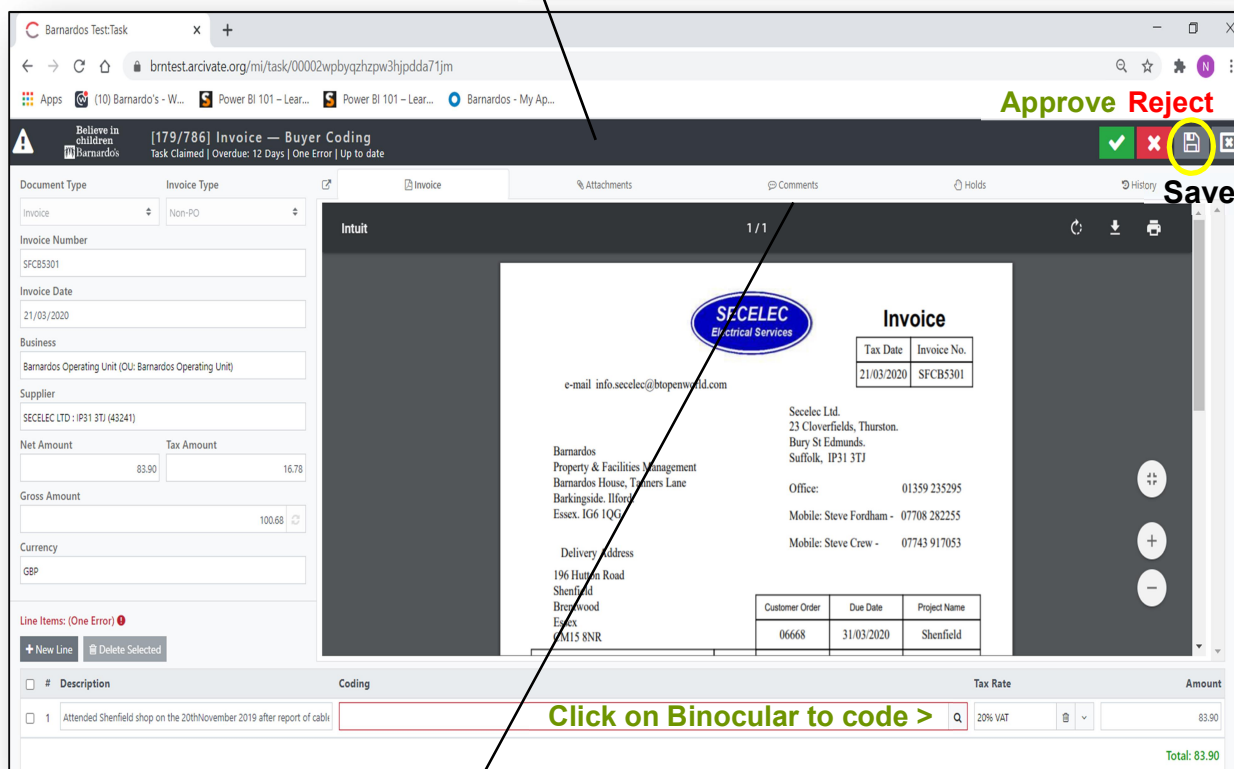 Barnardos Test:Task
brntest.arcivate.org/mi/task/00002wpbyqzhzpw3hjpdda71jm
N
Apps (10) Barnardo's - W... Power BI 101 – Lear... Power BI 101 – Lear... Barnardos - My Ap...
Approve Reject
Believe in
children
Barnardo's
[179/786] Invoice — Buyer Coding
Task Claimed | Overdue: 12 Days | One Error | Up to date
Save
Document Type Invoice Type
Invoice Non-PO
Invoice Number
SFCB5301
Invoice Date
21/03/2020
Business
Barnardos Operating Unit (OU: Barnardos Operating Unit)
Supplier
SECELEC LTD : IP31 3TJ (43241)
Net Amount Tax Amount
83.90 16.78
Gross Amount
100.68
Currency
GBP
Line Items: (One Error)
+ New Line Delete Selected
Invoice Attachments Comments Holds History
Intuit 1 / 1
SECELEC
Electrical Services
Invoice
Tax Date Invoice No.
21/03/2020 SFCB5301
e-mail info.secelec@btopenworld.com
Secelec Ltd.
23 Cloverfields, Thurston.
Bury St Edmunds.
Suffolk, IP31 3TJ
Barnardos
Property & Facilities Management
Barnardos House, Tanners Lane
Barkingside. Ilford.
Essex. IG6 1QG
Office: 01359 235295
Mobile: Steve Fordham - 07708 282255
Mobile: Steve Crew - 07743 917053
Delivery Address
196 Hutton Road
Shenfield
Brentwood
Essex
CM15 8NR
Customer Order Due Date Project Name
06668 31/03/2020 Shenfield
# Description Coding Tax Rate Amount
1 Attended Shenfield shop on the 20thNovember 2019 after report of cable 20% VAT 83.90
Click on Binocular to code >
Total: 83.90